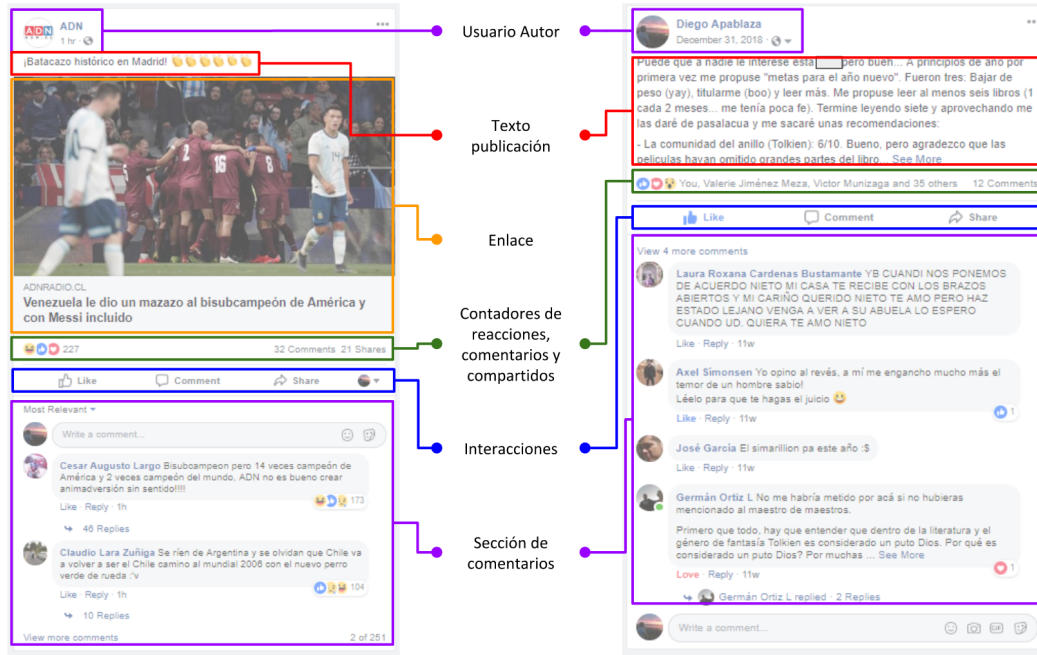 ADN
ADN
1 hr ·
¡Batacazo histórico en Madrid! 👏👏👏👏👏👏
2
16
8
14
ADNRADIO.CL
Venezuela le dio un mazazo al bisubcampeón de América y
con Messi incluido
227
32 Comments 21 Shares
Like
Comment
Share
Most Relevant
Write a comment...
Cesar Augusto Largo Bisubcampeon pero 14 veces campeón de
América y 2 veces campeón del mundo, ADN no es bueno crear
animadversión sin sentido!!!!
173
Like · Reply · 1h
46 Replies
Claudio Lara Zuñiga Se ríen de Argentina y se olvidan que Chile va
a volver a ser el Chile camino al mundial 2006 con el nuevo perro
verde de rueda :'v
104
Like · Reply · 1h
10 Replies
View more comments
2 of 251
Usuario Autor
Texto
publicación
Enlace
Contadores de
reacciones,
comentarios y
compartidos
Interacciones
Sección de
comentarios
Diego Apablaza
December 31, 2018 ·
Puede que a nadie le interese esta pero bueh... A principios de año por
primera vez me propuse "metas para el año nuevo". Fueron tres: Bajar de
peso (yay), titularme (boo) y leer más. Me propuse leer al menos seis libros (1
cada 2 meses... me tenía poca fe). Termine leyendo siete y aprovechando me
las daré de pasalacua y me sacaré unas recomendaciones:
- La comunidad del anillo (Tolkien): 6/10. Bueno, pero agradezco que las
películas hayan omitido grandes partes del libro... See More
You, Valerie Jiménez Meza, Victor Munizaga and 35 others
12 Comments
Like
Comment
Share
View 4 more comments
Laura Roxana Cardenas Bustamante YB CUANDI NOS PONEMOS
DE ACUERDO NIETO MI CASA TE RECIBE CON LOS BRAZOS
ABIERTOS Y MI CARIÑO QUERIDO NIETO TE AMO PERO HAZ
ESTADO LEJANO VENGA A VER A SU ABUELA LO ESPERO
CUANDO UD. QUIERA TE AMO NIETO
Like · Reply · 11w
Axel Simonsen Yo opino al revés, a mí me engancho mucho más el
temor de un hombre sabio!
Léelo para que te hagas el juicio 😃
1
Like · Reply · 11w
José García El simarillion pa este año :$
Like · Reply · 11w
Germán Ortiz L No me habría metido por acá si no hubieras
mencionado al maestro de maestros.
Primero que todo, hay que entender que dentro de la literatura y el
género de fantasía Tolkien es considerado un puto Dios. Por qué es
considerado un puto Dios? Por muchas ... See More
1
Love · Reply · 11w
Germán Ortiz L replied · 2 Replies
Write a comment...
GIF